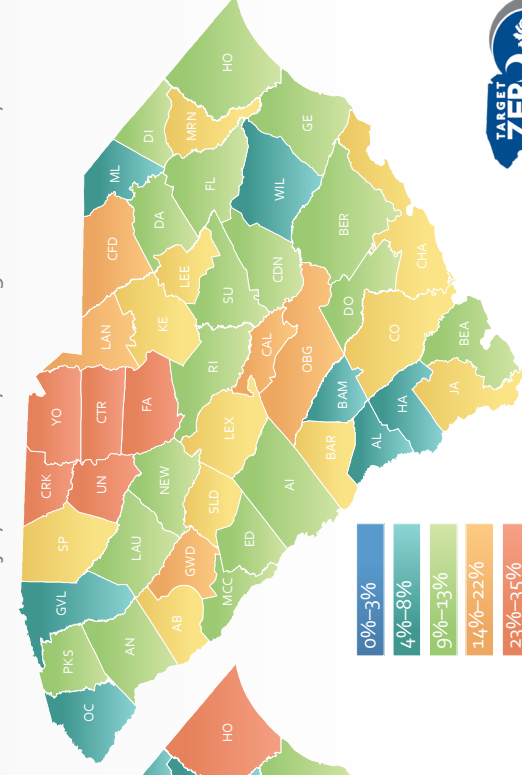 TARGET
ZERO
HO
DI
MRN
ML
GE
FL
WIL
DA
CFD
BER
LEE
CDN
SU
CHA
LAN
KE
DO
CAL
RI
OBG
CO
BEA
YO
CTR
FA
BAM
HA
JA
LEX
CRK
UN
NEW
BAR
AL
SLD
AI
SP
LAU
ED
GWD
GVL
MCC
AB
PKS
AN
OC
HO
0%–3%
4%–8%
9%–13%
14%–22%
23%–35%